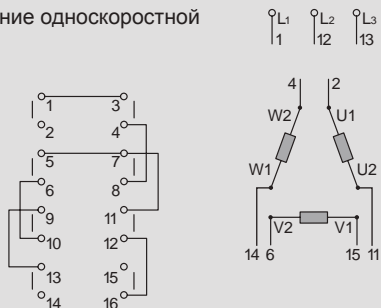 ние односкоростной
L1 L2 L3
1 12 13
4 2
W2 U1
W1 U2
V2 V1
14 6 15 11
1 3
2 4
5 7
6 8
9 11
10 12
13 15
14 16